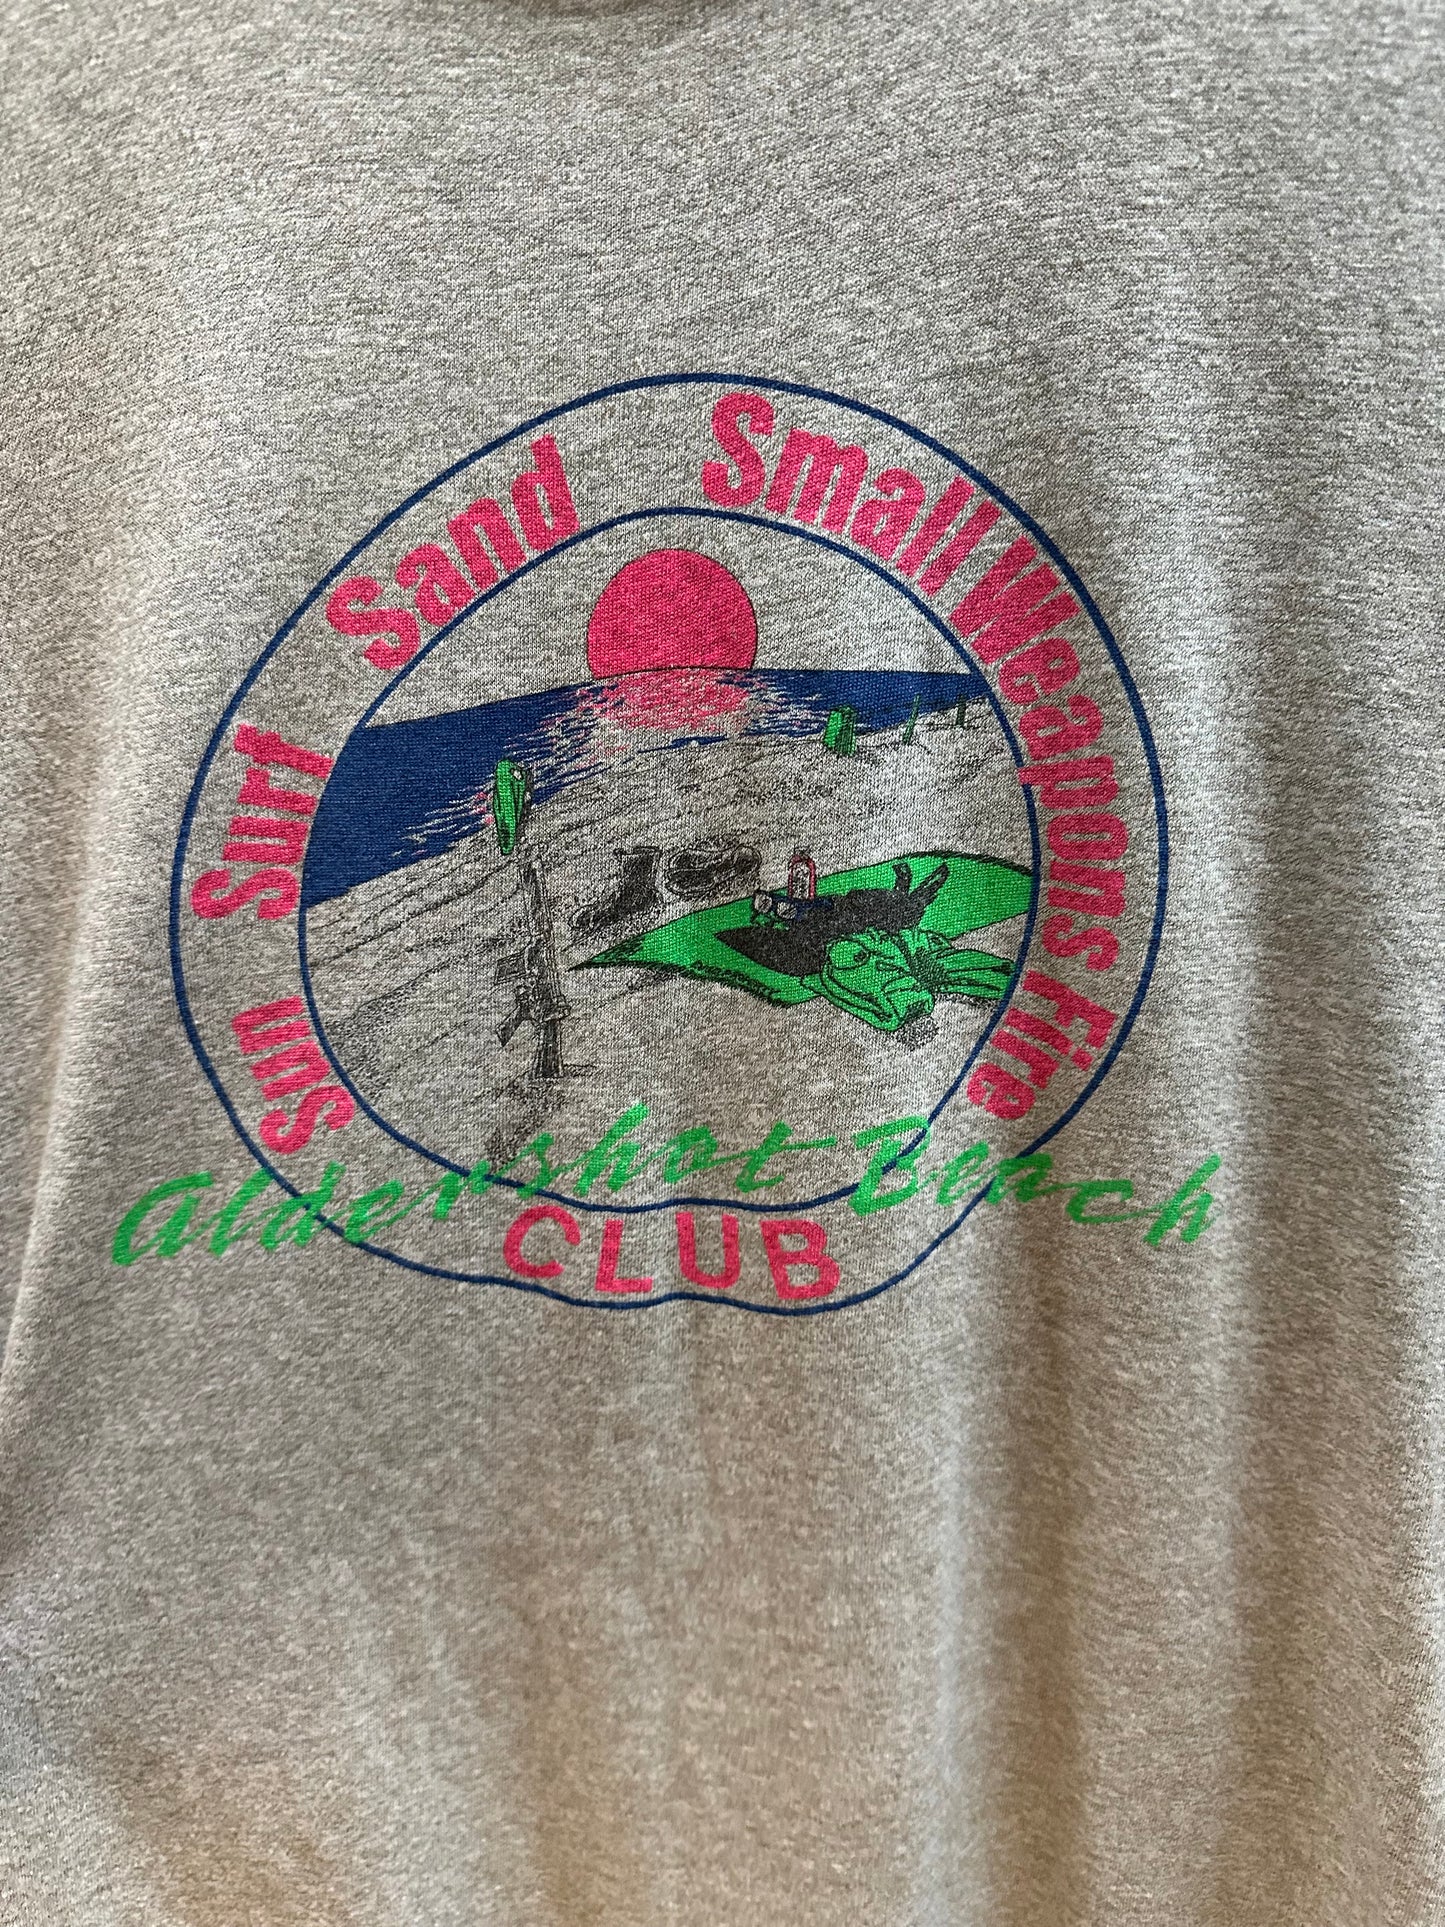 sun Surf Sand Small Weapons Fire
Aldershot Beach
CLUB